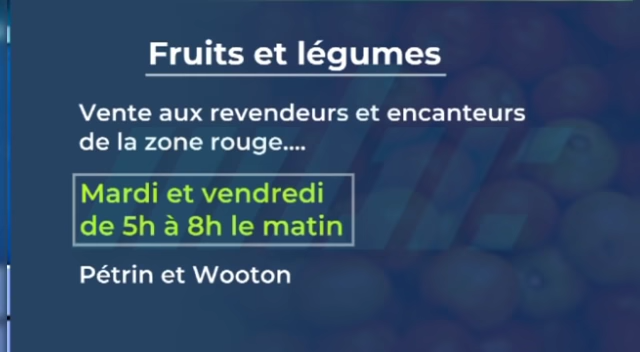 Fruits et légumes
Vente aux revendeurs et encanteurs
de la zone rouge....
Mardi et vendredi
de 5h à 8h le matin
Pétrin et Wooton